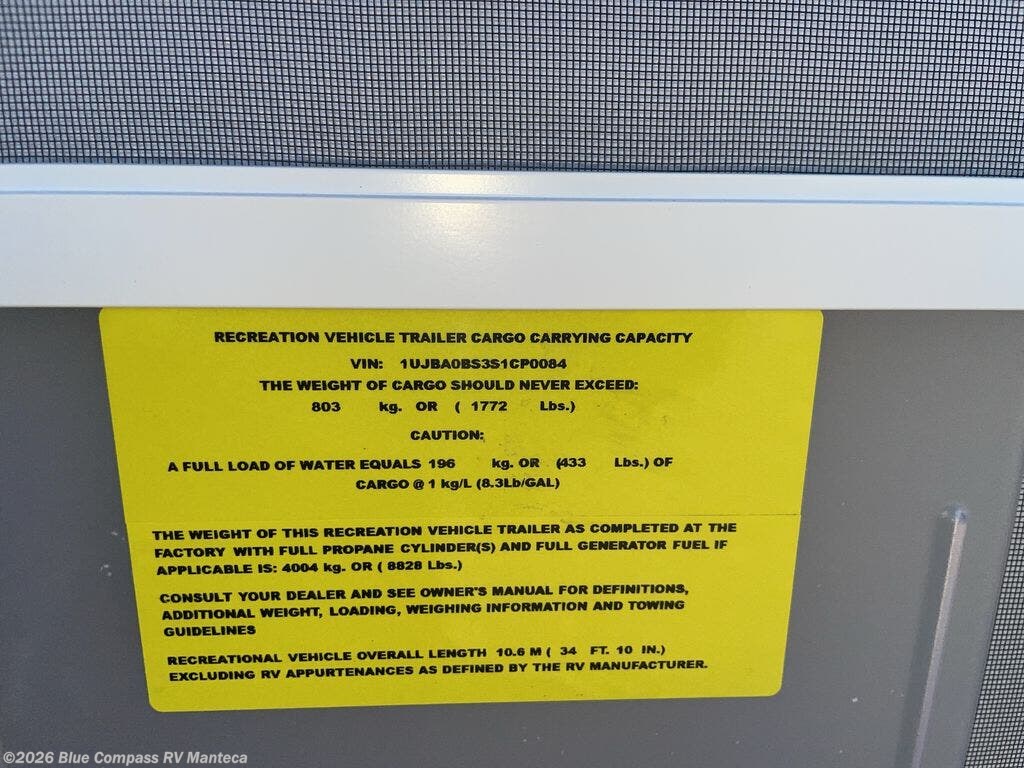 RECREATION VEHICLE TRAILER CARGO CARRYING CAPACITY
VIN: 1UJBA0BS3S1CP0084
THE WEIGHT OF CARGO SHOULD NEVER EXCEED:
803 kg. OR ( 1772 Lbs.)
CAUTION:
A FULL LOAD OF WATER EQUALS 196 kg. OR (433 Lbs.) OF
CARGO @ 1 kg/L (8.3Lb/GAL)
THE WEIGHT OF THIS RECREATION VEHICLE TRAILER AS COMPLETED AT THE
FACTORY WITH FULL PROPANE CYLINDER(S) AND FULL GENERATOR FUEL IF
APPLICABLE IS: 4004 kg. OR ( 8828 Lbs.)
CONSULT YOUR DEALER AND SEE OWNER'S MANUAL FOR DEFINITIONS,
ADDITIONAL WEIGHT, LOADING, WEIGHING INFORMATION AND TOWING
GUIDELINES
RECREATIONAL VEHICLE OVERALL LENGTH 10.6 M ( 34 FT. 10 IN.)
EXCLUDING RV APPURTENANCES AS DEFINED BY THE RV MANUFACTURER.
©2026 Blue Compass RV Manteca